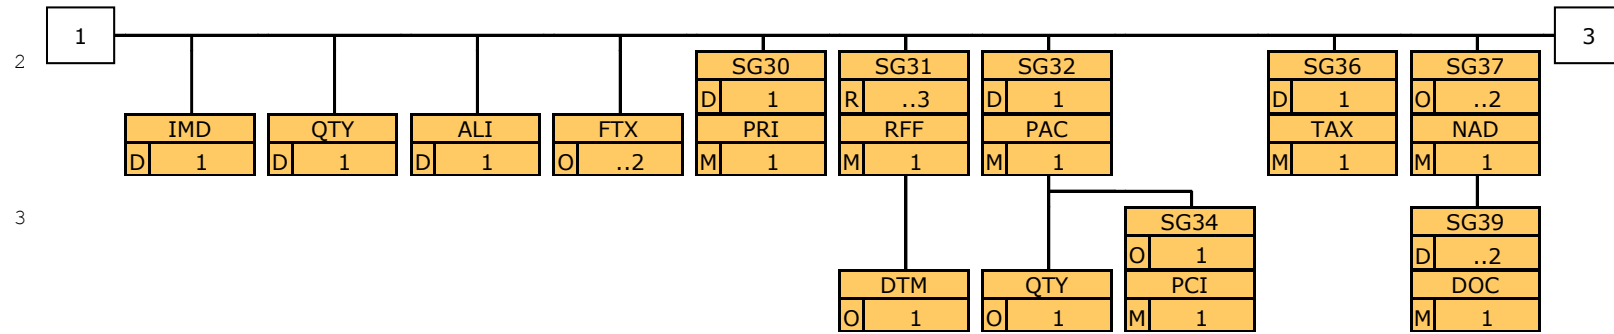 1 3
2 SG30 SG31 SG32 SG36 SG37
D 1 R ..3 D 1 D 1 O ..2
IMD QTY ALI FTX PRI RFF PAC TAX NAD
D 1 D 1 D 1 O ..2 M 1 M 1 M 1 M 1 M 1
3 SG34 SG39
O 1 D ..2
DTM QTY PCI DOC
O 1 O 1 M 1 M 1